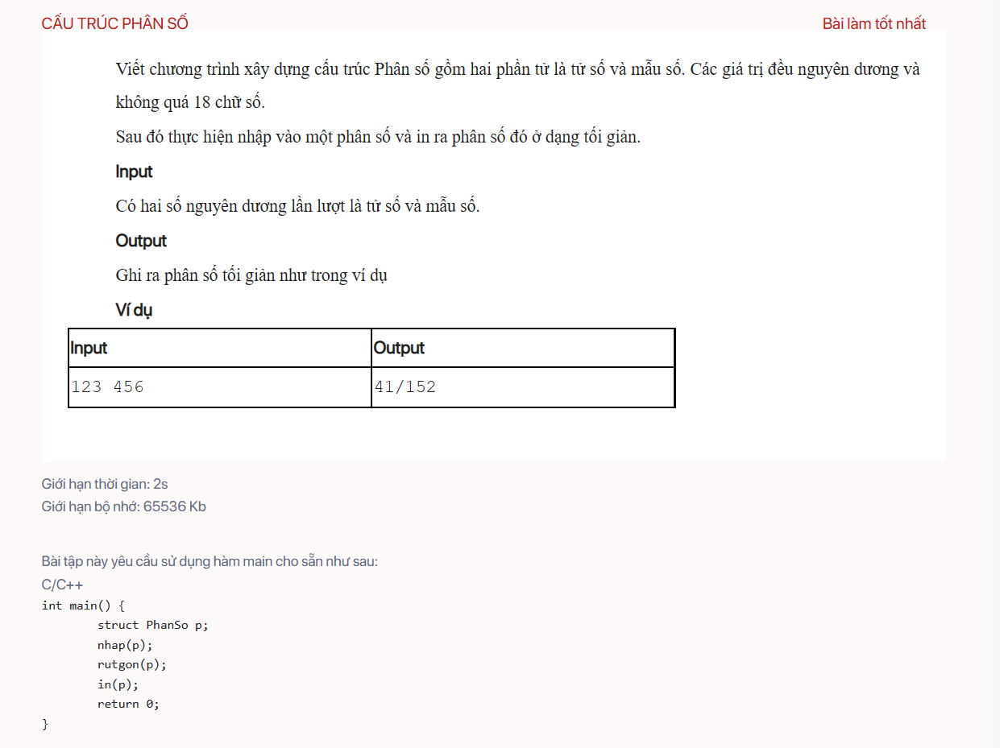 CẤU TRÚC PHÂN SỐ
Bài làm tốt nhất
Viết chương trình xây dựng cấu trúc Phân số gồm hai phần tử là tử số và mẫu số. Các giá trị đều nguyên dương và
không quá 18 chữ số.
Sau đó thực hiện nhập vào một phân số và in ra phân số đó ở dạng tối giản.
Input
Có hai số nguyên dương lần lượt là tử số và mẫu số.
Output
Ghi ra phân số tối giản như trong ví dụ
Ví dụ
Input Output
123 456 41/152
Giới hạn thời gian: 2s
Giới hạn bộ nhớ: 65536 Kb
Bài tập này yêu cầu sử dụng hàm main cho sẵn như sau:
C/C++
int main() {
struct PhanSo p;
nhap(p);
rutgon(p);
in(p);
return 0;
}